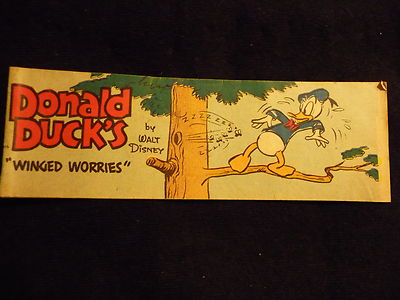 Donald
Duck's
by
Walt
Disney
"Winged Worries"